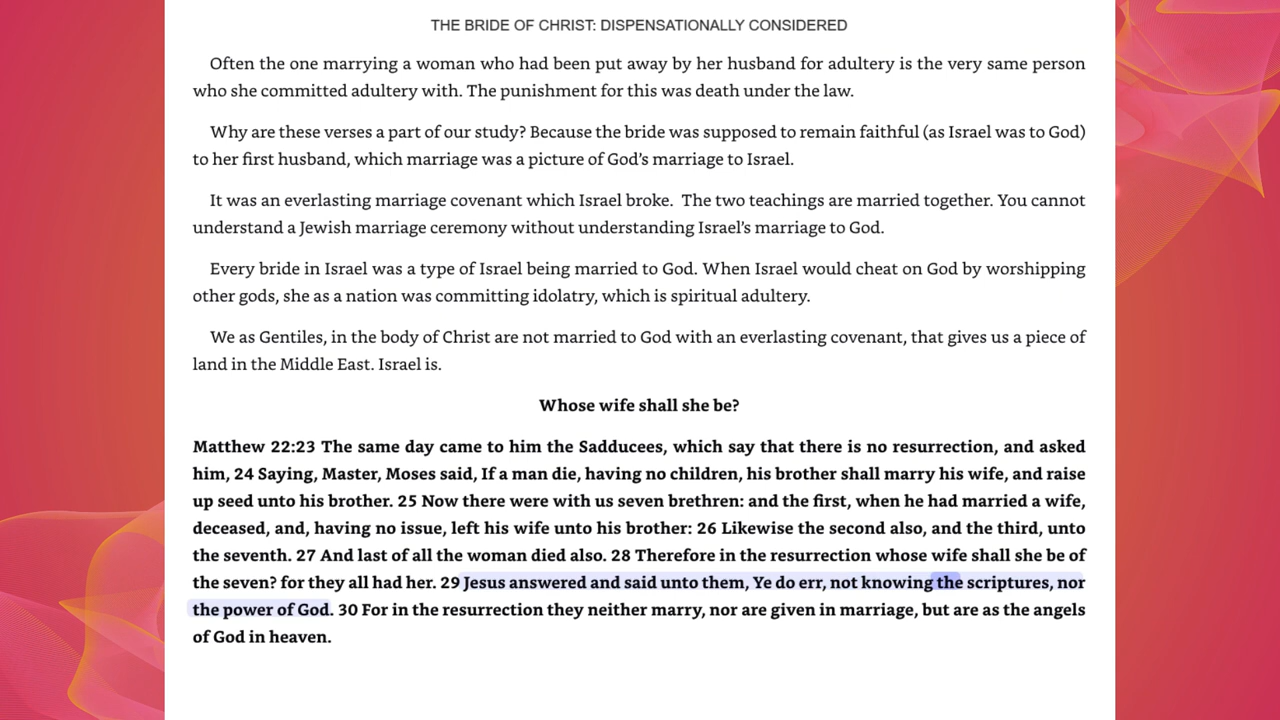 THE BRIDE OF CHRIST: DISPENSATIONALLY CONSIDERED
Often the one marrying a woman who had been put away by her husband for adultery is the very same person
who she committed adultery with. The punishment for this was death under the law.
Why are these verses a part of our study? Because the bride was supposed to remain faithful (as Israel was to God)
to her first husband, which marriage was a picture of God’s marriage to Israel.
It was an everlasting marriage covenant which Israel broke.  The two teachings are married together. You cannot
understand a Jewish marriage ceremony without understanding Israel’s marriage to God.
Every bride in Israel was a type of Israel being married to God. When Israel would cheat on God by worshipping
other gods, she as a nation was committing idolatry, which is spiritual adultery.
We as Gentiles, in the body of Christ are not married to God with an everlasting covenant, that gives us a piece of
land in the Middle East. Israel is.
Whose wife shall she be?
Matthew 22:23 The same day came to him the Sadducees, which say that there is no resurrection, and asked
him, 24 Saying, Master, Moses said, If a man die, having no children, his brother shall marry his wife, and raise
up seed unto his brother. 25 Now there were with us seven brethren: and the first, when he had married a wife,
deceased, and, having no issue, left his wife unto his brother: 26 Likewise the second also, and the third, unto
the seventh. 27 And last of all the woman died also. 28 Therefore in the resurrection whose wife shall she be of
the seven? for they all had her. 29 Jesus answered and said unto them, Ye do err, not knowing the scriptures, nor
the power of God. 30 For in the resurrection they neither marry, nor are given in marriage, but are as the angels
of God in heaven.